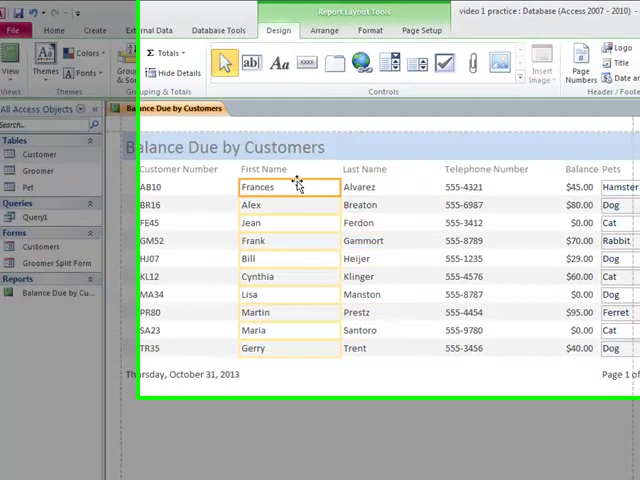 Report Layout Tools
video 1 practice : Database (Access 2007 - 2010)
File Home Create External Data Database Tools Design Arrange Format Page Setup
View Themes Colors Fonts
Totals
Hide Details
Insert Image
Page Numbers
Logo
Title
Date an
Grouping & So
Themes
Controls
Header / Foote
All Access Objects
Search...
Tables
Customer
Groomer
Pet
Queries
Query1
Forms
Customers
Groomer Split Form
Reports
Balance Due by Cu...
Balance Due by Customers
Balance Due by Customers
Customer Number First Name Last Name Telephone Number Balance Pets
AB10 Frances Alvarez 555-4321 $45.00 Hamster
BR16 Alex Breaton 555-6987 $80.00 Dog
FE45 Jean Ferdon 555-3412 $0.00 Cat
GM52 Frank Gammort 555-8789 $70.00 Rabbit
HJ07 Bill Heijer 555-1235 $29.00 Dog
KL12 Cynthia Klinger 555-4576 $60.00 Cat
MA34 Lisa Manston 555-8787 $0.00 Dog
PR80 Martin Prestz 555-4454 $95.00 Ferret
SA23 Maria Santoro 555-9780 $0.00 Cat
TR35 Gerry Trent 555-3456 $40.00 Dog
Thursday, October 31, 2013
Page 1 of